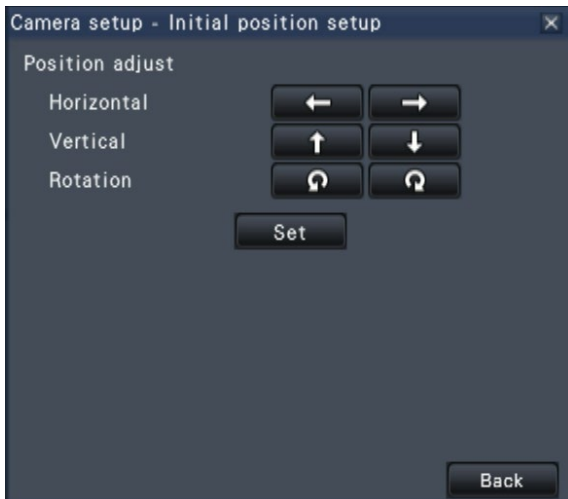 Camera setup - Initial position setup
Position adjust
Horizontal
Vertical
Rotation
Set
Back